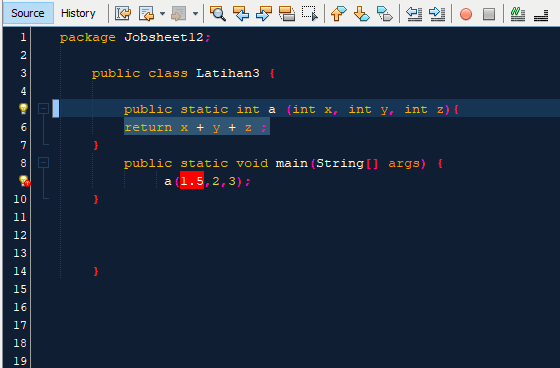 Source History
1 package Jobsheet12;
2
3 public class Latihan3 {
4
public static int a (int x, int y, int z){
6 return x + y + z ;
7 }
8 public static void main(String[] args) {
a(1.5,2,3);
10 }
11
12
13
14 }
15
16
17
18
19